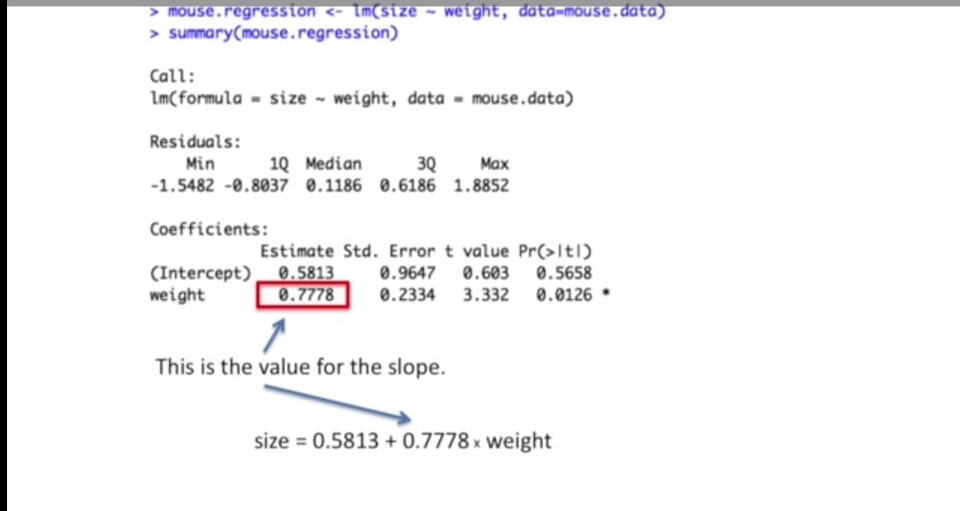 > mouse.regression <- lm(size ~ weight, data=mouse.data)
> summary(mouse.regression)
Call:
lm(formula = size ~ weight, data = mouse.data)
Residuals:
Min 1Q Median 3Q Max
-1.5482 -0.8037 0.1186 0.6186 1.8852
Coefficients:
Estimate Std. Error t value Pr(>|t|)
(Intercept) 0.5813 0.9647 0.603 0.5658
weight 0.7778 0.2334 3.332 0.0126 *
This is the value for the slope.
size = 0.5813 + 0.7778 x weight